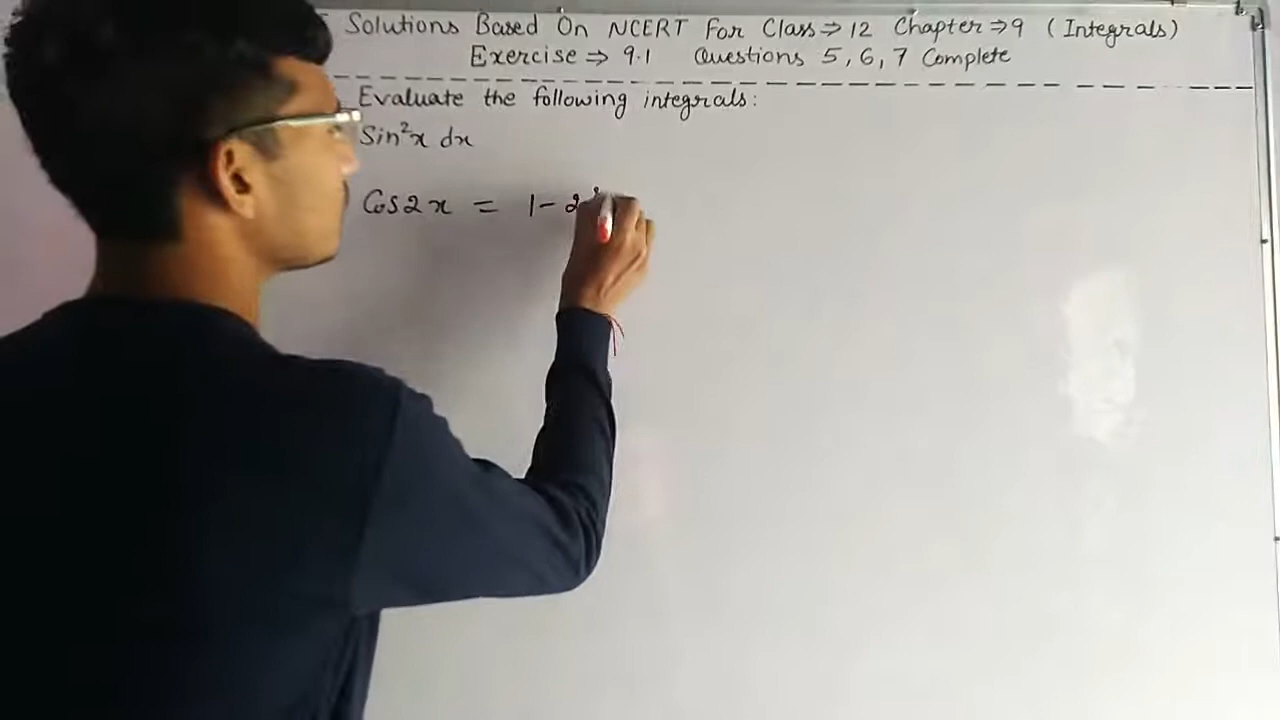 Solutions Based On NCERT For Class⇒12 Chapter⇒9 (Integrals)
Exercise⇒ 9.1 Questions 5, 6, 7 Complete
Evaluate the following integrals:
Sin²x dx
Cos2x = 1-2